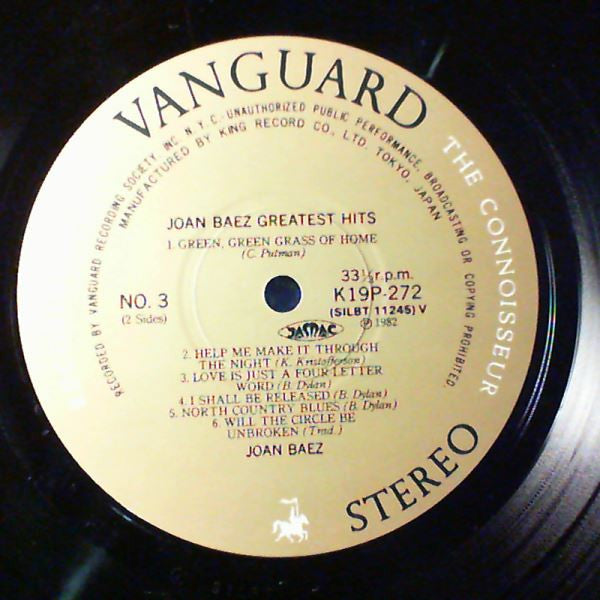 VANGUARD
THE CONNOISSEUR
STEREO
RECORDED BY VANGUARD RECORDING SOCIETY INC. N.Y.C.-UNAUTHORIZED PUBLIC PERFORMANCE, BROADCASTING OR COPYING PROHIBITED.
MANUFACTURED BY KING RECORD CO., LTD. TOKYO, JAPAN
JOAN BAEZ GREATEST HITS
1. GREEN, GREEN GRASS OF HOME
(C. Putman)
NO. 3
(2 Sides)
33⅓r.p.m.
K19P-272
(SILBT 11245) V
Ⓟ 1982
JASRAC
2. HELP ME MAKE IT THROUGH
THE NIGHT (K. Kristofferson)
3. LOVE IS JUST A FOUR LETTER
WORD (B. Dylan)
4. I SHALL BE RELEASED (B. Dylan)
5. NORTH COUNTRY BLUES (B. Dylan)
6. WILL THE CIRCLE BE
UNBROKEN (Trad.)
JOAN BAEZ